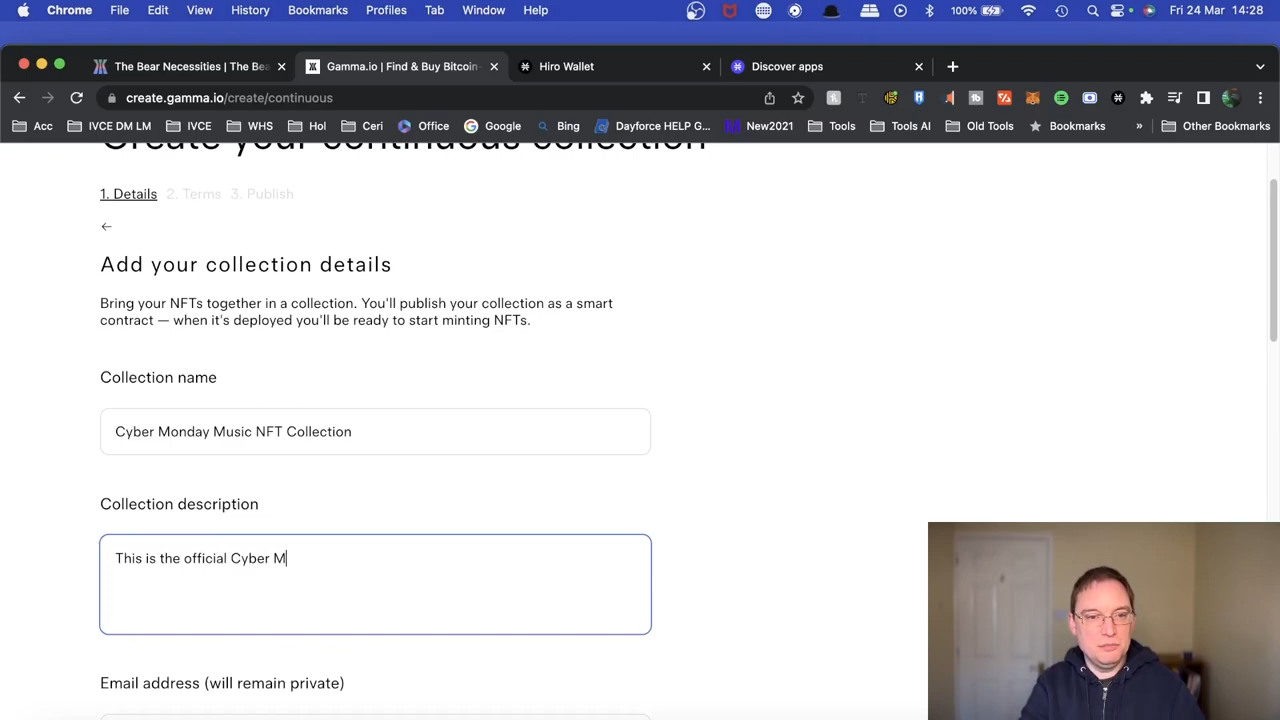 Chrome File Edit View History Bookmarks Profiles Tab Window Help 100% Fri 24 Mar 14:28
The Bear Necessities | The Bea Gamma.io | Find & Buy Bitcoin- Hiro Wallet Discover apps
create.gamma.io/create/continuous
Acc IVCE DM LM IVCE WHS Hol Ceri Office Google Bing Dayforce HELP G... New2021 Tools Tools AI Old Tools Bookmarks » Other Bookmarks
Create your continuous collection
1. Details 2. Terms 3. Publish
←
Add your collection details
Bring your NFTs together in a collection. You'll publish your collection as a smart
contract — when it's deployed you'll be ready to start minting NFTs.
Collection name
Cyber Monday Music NFT Collection
Collection description
This is the official Cyber M
Email address (will remain private)